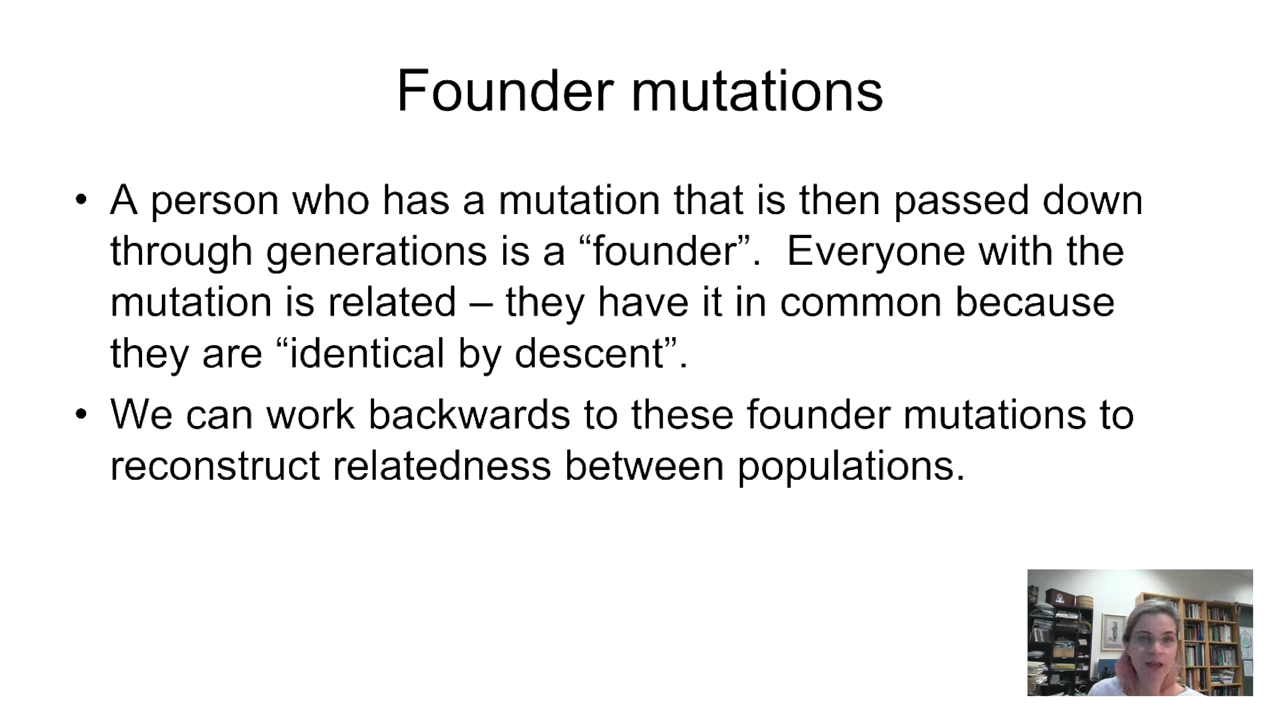 Founder mutations
• A person who has a mutation that is then passed down
through generations is a “founder”.  Everyone with the
mutation is related – they have it in common because
they are “identical by descent”.
• We can work backwards to these founder mutations to
reconstruct relatedness between populations.